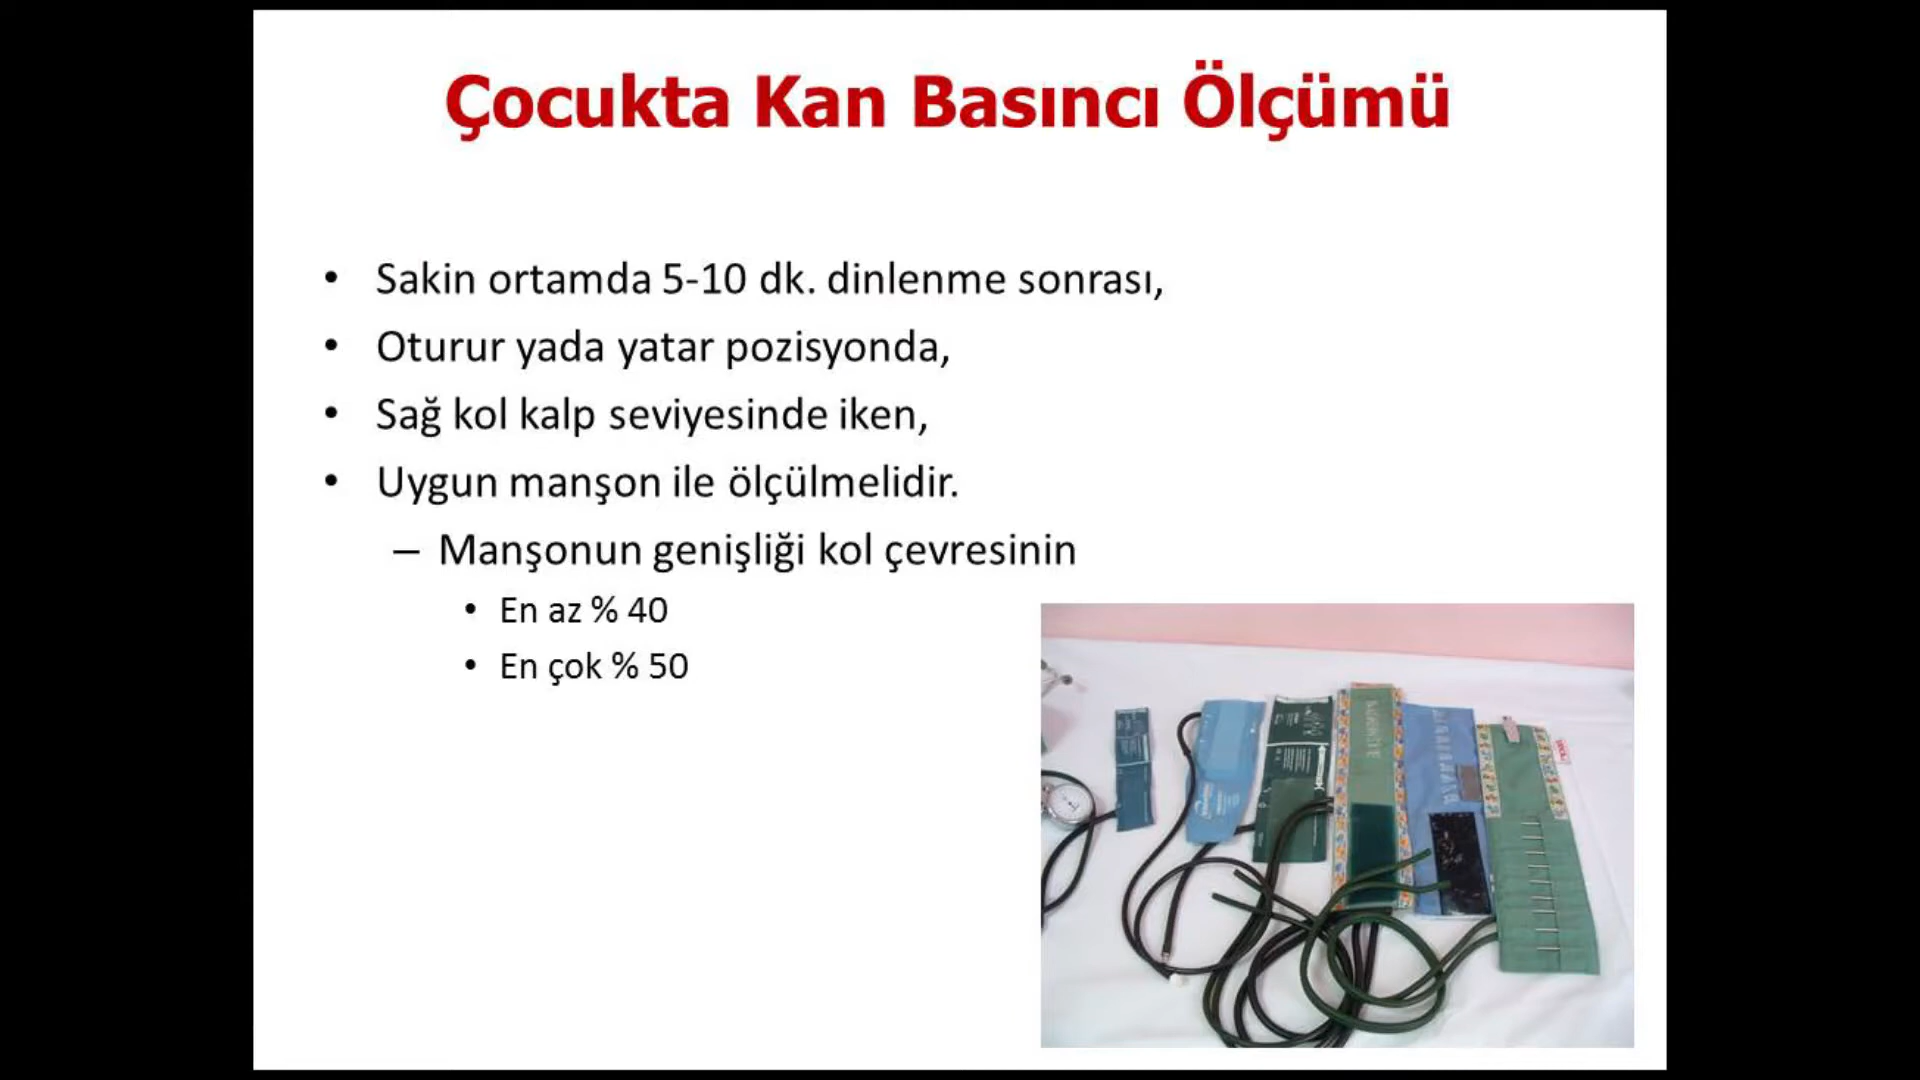 Çocukta Kan Basıncı Ölçümü
• Sakin ortamda 5-10 dk. dinlenme sonrası,
• Oturur yada yatar pozisyonda,
• Sağ kol kalp seviyesinde iken,
• Uygun manşon ile ölçülmelidir.
– Manşonun genişliği kol çevresinin
• En az % 40
• En çok % 50